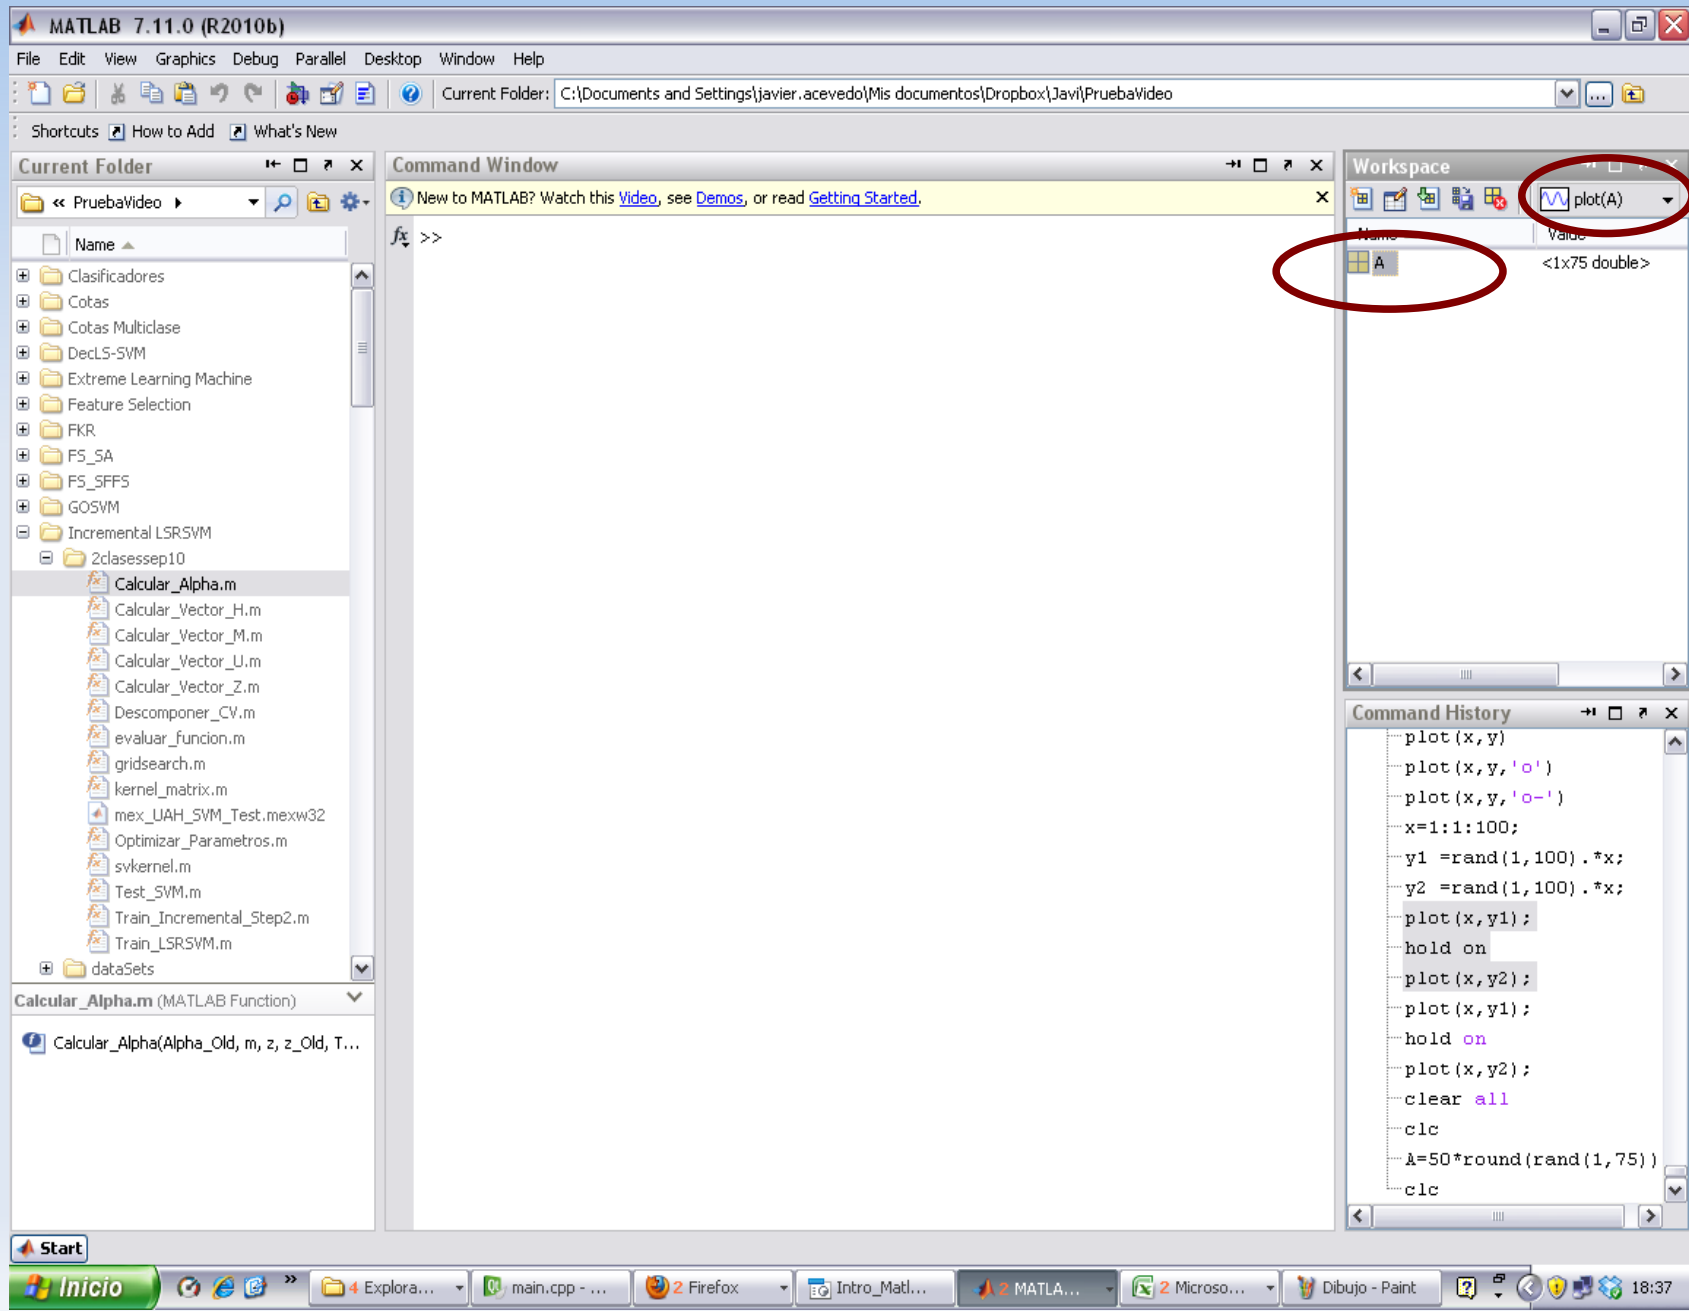 MATLAB 7.11.0 (R2010b)
File Edit View Graphics Debug Parallel Desktop Window Help
Current Folder: C:\Documents and Settings\javier.acevedo\Mis documentos\Dropbox\Javi\PruebaVideo
Shortcuts How to Add What's New
Current Folder
« PruebaVideo
Name
Clasificadores
Cotas
Cotas Multiclase
DecLS-SVM
Extreme Learning Machine
Feature Selection
FKR
FS_SA
FS_SFFS
GOSVM
Incremental LSRSVM
2clasessep10
Calcular_Alpha.m
Calcular_Vector_H.m
Calcular_Vector_M.m
Calcular_Vector_U.m
Calcular_Vector_Z.m
Descomponer_CV.m
evaluar_funcion.m
gridsearch.m
kernel_matrix.m
mex_UAH_SVM_Test.mexw32
Optimizar_Parametros.m
svkernel.m
Test_SVM.m
Train_Incremental_Step2.m
Train_LSRSVM.m
dataSets
Calcular_Alpha.m (MATLAB Function)
Calcular_Alpha(Alpha_Old, m, z, z_Old, T...
Command Window
New to MATLAB? Watch this Video, see Demos, or read Getting Started.
fx >>
Workspace
plot(A)
Name Value
A <1x75 double>
Command History
plot(x,y)
plot(x,y,'o')
plot(x,y,'o-')
x=1:1:100;
y1 =rand(1,100).*x;
y2 =rand(1,100).*x;
plot(x,y1);
hold on
plot(x,y2);
plot(x,y1);
hold on
plot(x,y2);
clear all
clc
A=50*round(rand(1,75))
clc
Start
Inicio » 4 Explora... main.cpp - ... 2 Firefox Intro_Matl... 2 MATLA... 2 Microso... Dibujo - Paint 18:37